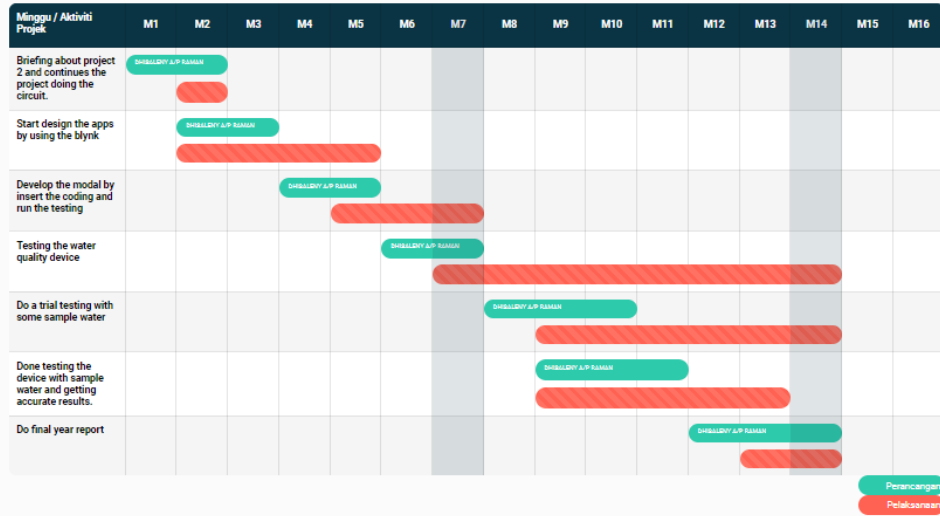 Minggu / Aktiviti
Projek
M1 M2 M3 M4 M5 M6 M7 M8 M9 M10 M11 M12 M13 M14 M15 M16
Briefing about project
2 and continues the
project doing the
circuit.
DHIBALENY A/P RAMAN
Start design the apps
by using the blynk
DHIBALENY A/P RAMAN
Develop the modal by
insert the coding and
run the testing
DHIBALENY A/P RAMAN
Testing the water
quality device
DHIBALENY A/P RAMAN
Do a trial testing with
some sample water
DHIBALENY A/P RAMAN
Done testing the
device with sample
water and getting
accurate results.
DHIBALENY A/P RAMAN
Do final year report
DHIBALENY A/P RAMAN
Perancangan
Pelaksanaan